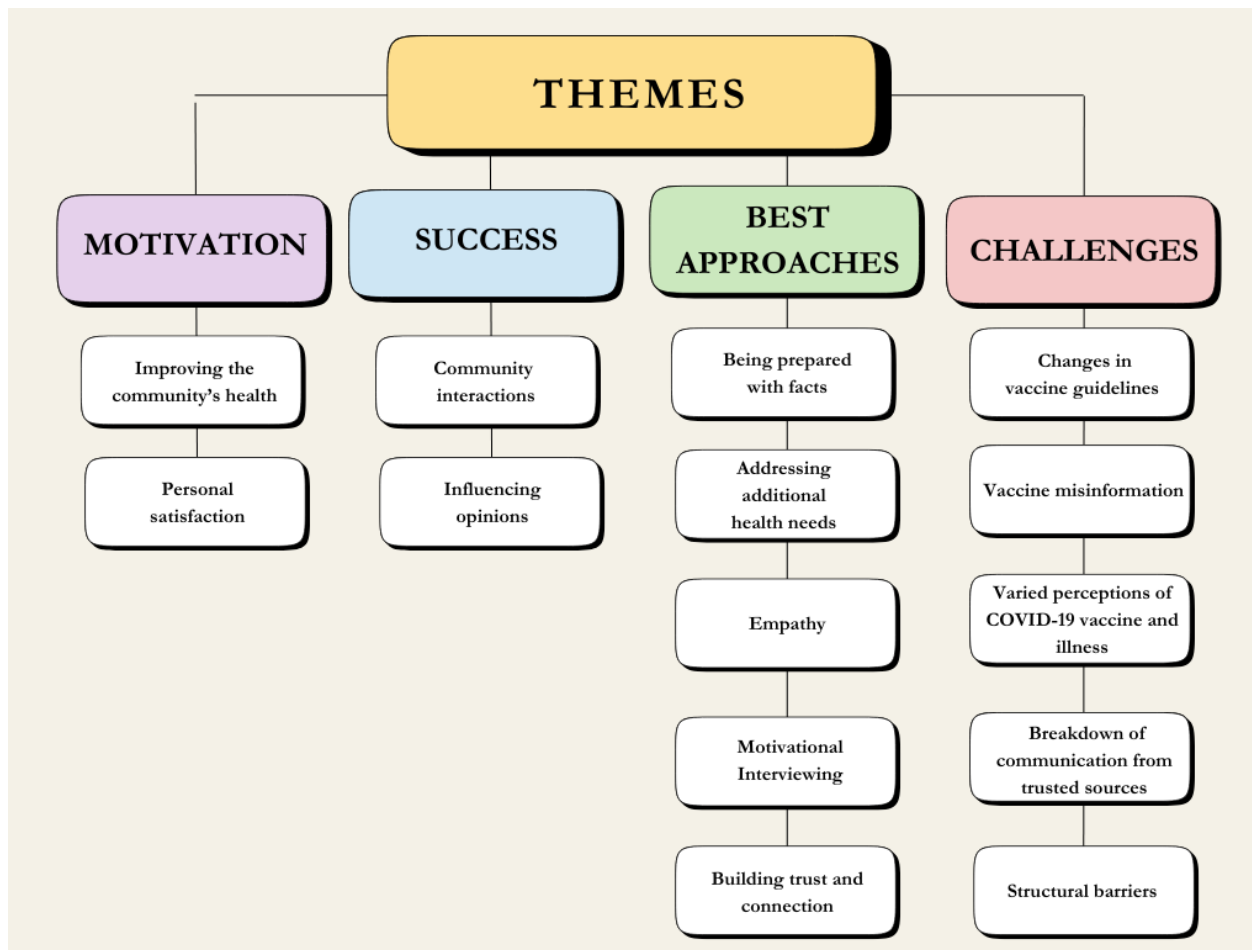 THEMES
MOTIVATION
Improving the
community’s health
Personal
satisfaction
SUCCESS
Community
interactions
Influencing
opinions
BEST
APPROACHES
Being prepared
with facts
Addressing
additional
health needs
Empathy
Motivational
Interviewing
Building trust and
connection
CHALLENGES
Changes in
vaccine guidelines
Vaccine misinformation
Varied perceptions of
COVID-19 vaccine and
illness
Breakdown of
communication from
trusted sources
Structural barriers